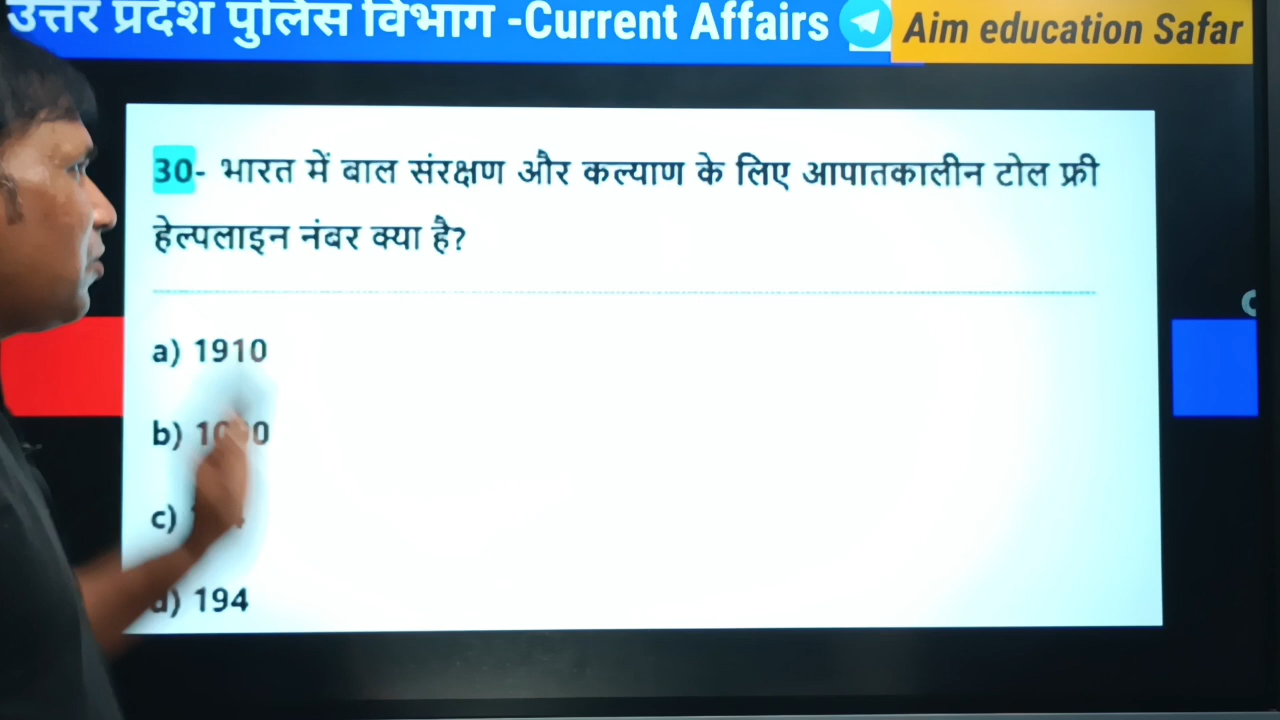 उत्तर प्रदेश पुलिस विभाग -Current Affairs Aim education Safar
30- भारत में बाल संरक्षण और कल्याण के लिए आपातकालीन टोल फ्री
हेल्पलाइन नंबर क्या है?
a) 1910
b)
c)
d) 194